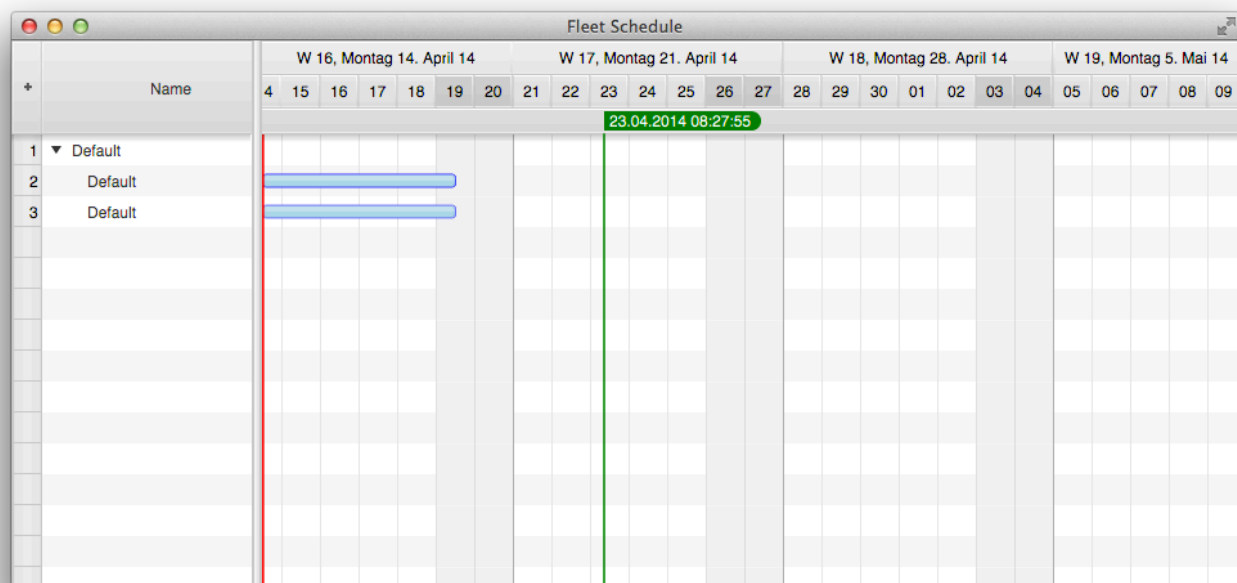 Fleet Schedule
W 16, Montag 14. April 14 W 17, Montag 21. April 14 W 18, Montag 28. April 14 W 19, Montag 5. Mai 14
+ Name 4 15 16 17 18 19 20 21 22 23 24 25 26 27 28 29 30 01 02 03 04 05 06 07 08 09
23.04.2014 08:27:55
1 ▼ Default
2 Default
3 Default